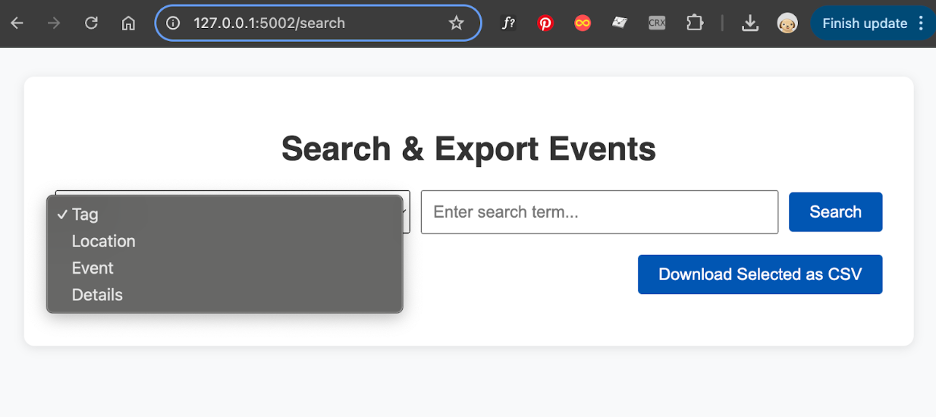 127.0.0.1:5002/search
f?
CRX
Finish update
Search & Export Events
✓ Tag
Location
Event
Details
Enter search term...
Search
Download Selected as CSV